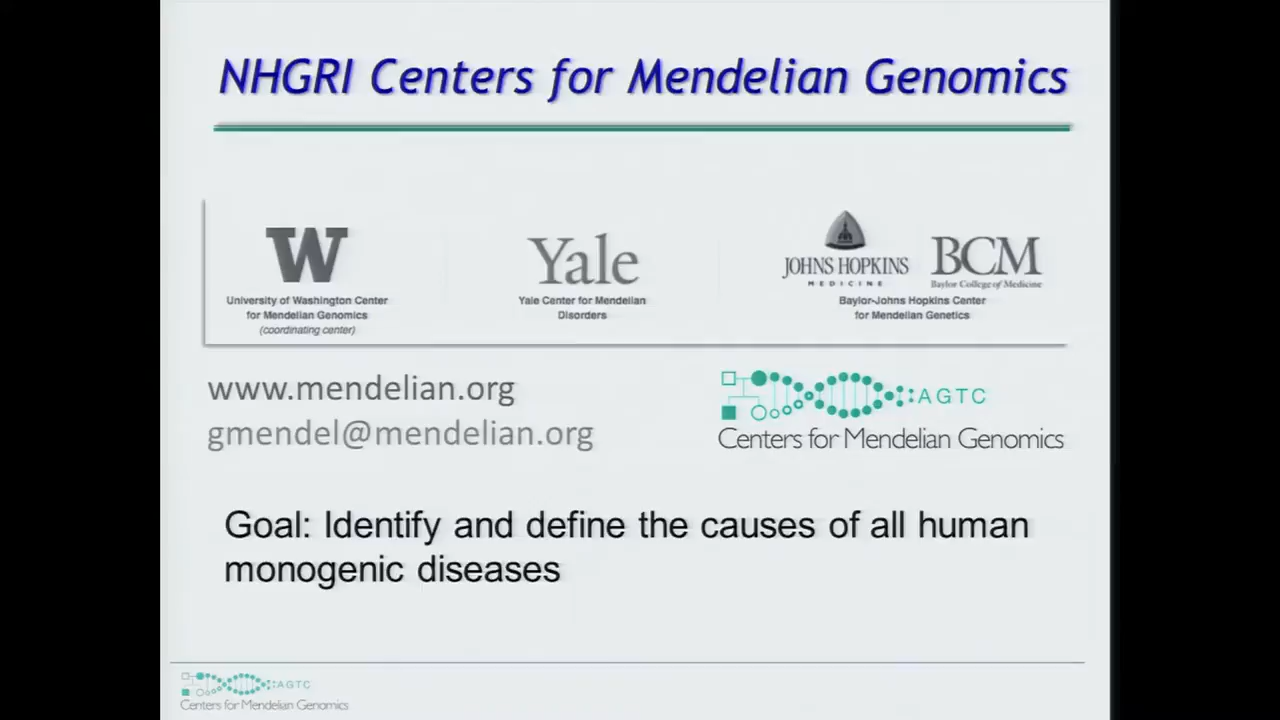 NHGRI Centers for Mendelian Genomics
W
University of Washington Center
for Mendelian Genomics
(coordinating center)
Yale
Yale Center for Mendelian
Disorders
JOHNS HOPKINS
MEDICINE
BCM
Baylor College of Medicine
Baylor-Johns Hopkins Center
for Mendelian Genetics
www.mendelian.org
gmendel@mendelian.org
AGTC
Centers for Mendelian Genomics
Goal: Identify and define the causes of all human
monogenic diseases
AGTC
Centers for Mendelian Genomics